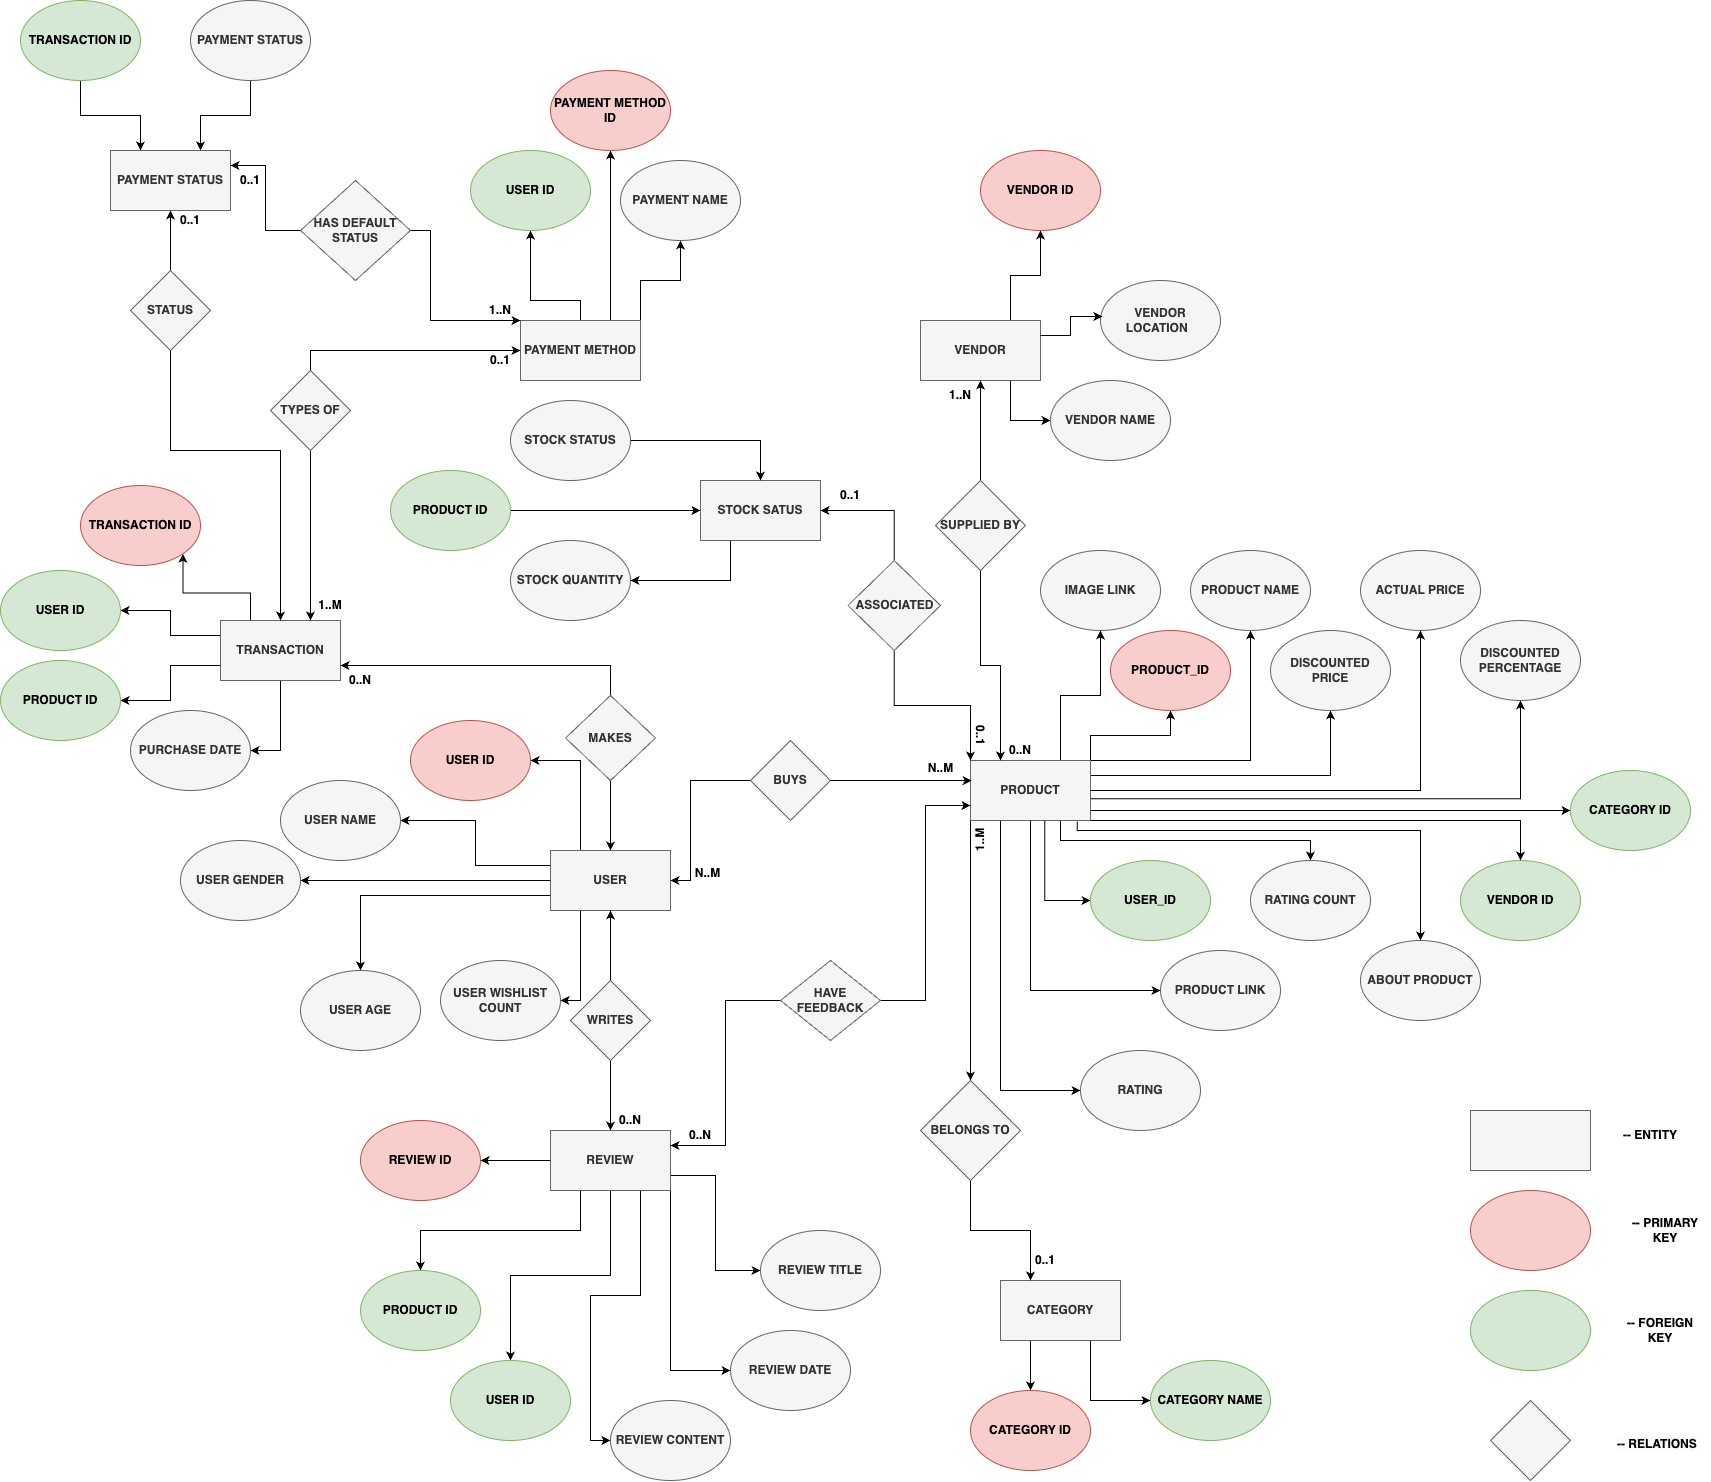 TRANSACTION ID
PAYMENT STATUS
PAYMENT METHOD
ID
PAYMENT STATUS
0..1
USER ID
PAYMENT NAME
VENDOR ID
0..1
HAS DEFAULT
STATUS
STATUS
1..N
VENDOR
LOCATION
PAYMENT METHOD
0..1
VENDOR
TYPES OF
1..N
VENDOR NAME
STOCK STATUS
0..1
PRODUCT ID
STOCK SATUS
TRANSACTION ID
SUPPLIED BY
STOCK QUANTITY
IMAGE LINK
PRODUCT NAME
ACTUAL PRICE
USER ID
1..M
ASSOCIATED
TRANSACTION
DISCOUNTED
PERCENTAGE
PRODUCT_ID
DISCOUNTED
PRICE
0..N
PRODUCT ID
MAKES
0..1
0..N
PURCHASE DATE
USER ID
N..M
BUYS
PRODUCT
CATEGORY ID
USER NAME
1..M
USER GENDER
USER
N..M
USER_ID
RATING COUNT
VENDOR ID
USER WISHLIST
COUNT
HAVE
FEEDBACK
ABOUT PRODUCT
PRODUCT LINK
USER AGE
WRITES
RATING
0..N
0..N
BELONGS TO
-- ENTITY
REVIEW ID
REVIEW
-- PRIMARY
KEY
0..1
REVIEW TITLE
PRODUCT ID
CATEGORY
-- FOREIGN
KEY
REVIEW DATE
USER ID
CATEGORY NAME
REVIEW CONTENT
CATEGORY ID
-- RELATIONS